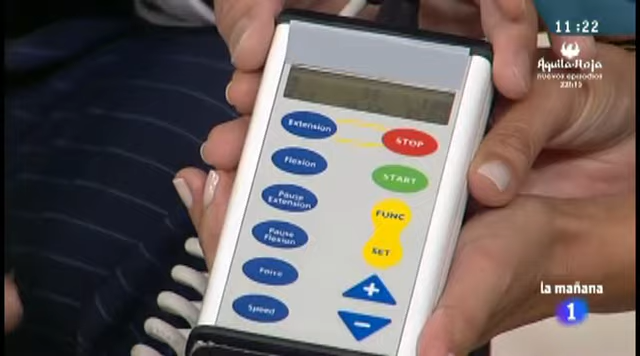 11:22
Águila Roja
nuevos episodios
22h15
Extension
STOP
Flexion
START
Pause
Extension
FUNC
Pause
Flexion
SET
Force
Speed
+
-
la mañana
1